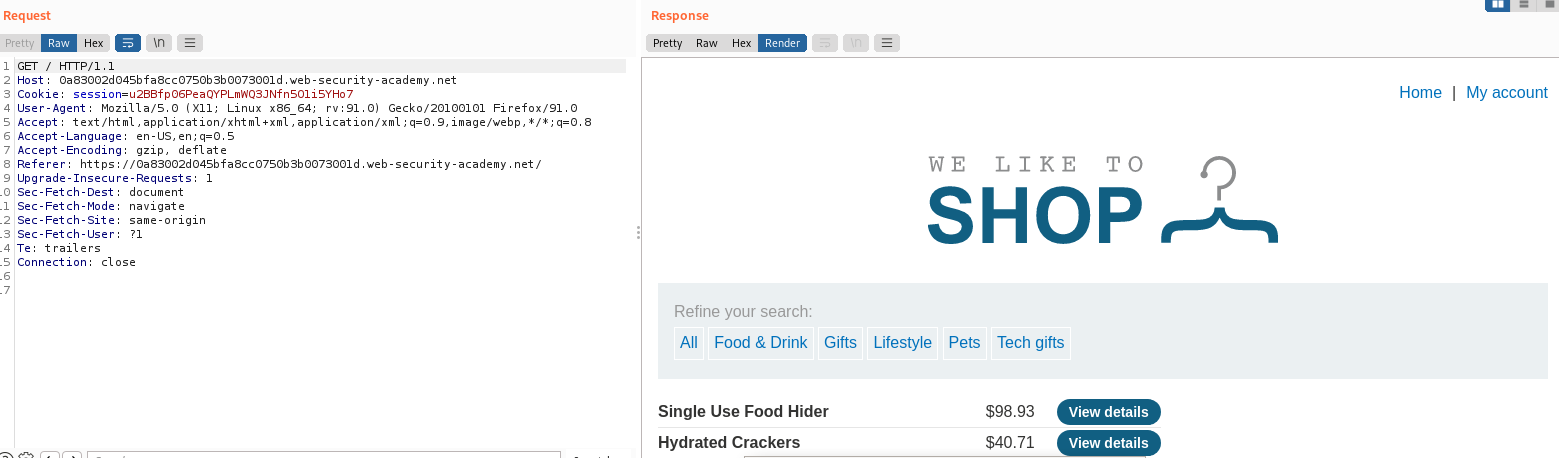 Request
Pretty Raw Hex \n
1 GET / HTTP/1.1
2 Host: 0a83002d045bfa8cc0750b3b0073001d.web-security-academy.net
3 Cookie: session=u2BBfp06PeaQYPLmWQ3JNfn5O1i5YHo7
4 User-Agent: Mozilla/5.0 (X11; Linux x86_64; rv:91.0) Gecko/20100101 Firefox/91.0
5 Accept: text/html,application/xhtml+xml,application/xml;q=0.9,image/webp,*/*;q=0.8
6 Accept-Language: en-US,en;q=0.5
7 Accept-Encoding: gzip, deflate
8 Referer: https://0a83002d045bfa8cc0750b3b0073001d.web-security-academy.net/
9 Upgrade-Insecure-Requests: 1
10 Sec-Fetch-Dest: document
11 Sec-Fetch-Mode: navigate
12 Sec-Fetch-Site: same-origin
13 Sec-Fetch-User: ?1
14 Te: trailers
15 Connection: close
16
17
Response
Pretty Raw Hex Render \n
Home | My account
WE LIKE TO
SHOP
Refine your search:
All Food & Drink Gifts Lifestyle Pets Tech gifts
Single Use Food Hider $98.93 View details
Hydrated Crackers $40.71 View details